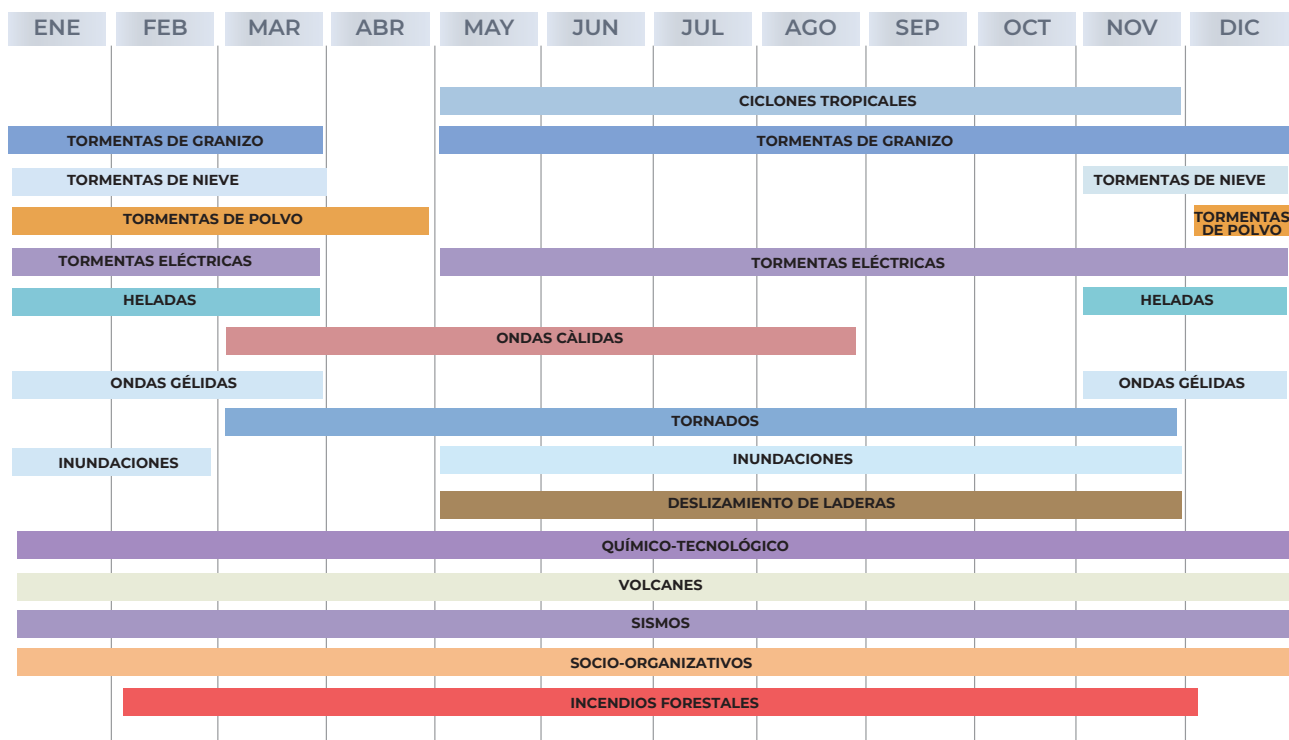 ENE FEB MAR ABR MAY JUN JUL AGO SEP OCT NOV DIC
CICLONES TROPICALES
TORMENTAS DE GRANIZO TORMENTAS DE GRANIZO
TORMENTAS DE NIEVE TORMENTAS DE NIEVE
TORMENTAS DE POLVO TORMENTAS
DE POLVO
TORMENTAS ELÉCTRICAS TORMENTAS ELÉCTRICAS
HELADAS HELADAS
ONDAS CÀLIDAS
ONDAS GÉLIDAS ONDAS GÉLIDAS
TORNADOS
INUNDACIONES INUNDACIONES
DESLIZAMIENTO DE LADERAS
QUÍMICO-TECNOLÓGICO
VOLCANES
SISMOS
SOCIO-ORGANIZATIVOS
INCENDIOS FORESTALES